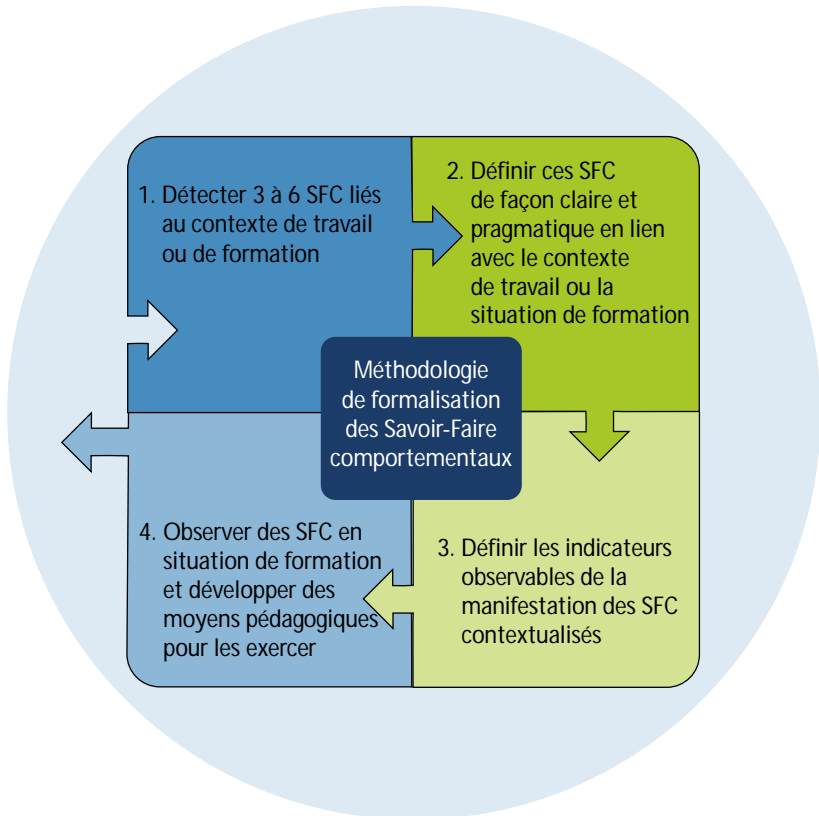 1. Détecter 3 à 6 SFC liés
au contexte de travail
ou de formation
2. Définir ces SFC
de façon claire et
pragmatique en lien
avec le contexte
de travail ou la
situation de formation
Méthodologie
de formalisation
des Savoir-Faire
comportementaux
3. Définir les indicateurs
observables de la
manifestation des SFC
contextualisés
4. Observer des SFC en
situation de formation
et développer des
moyens pédagogiques
pour les exercer